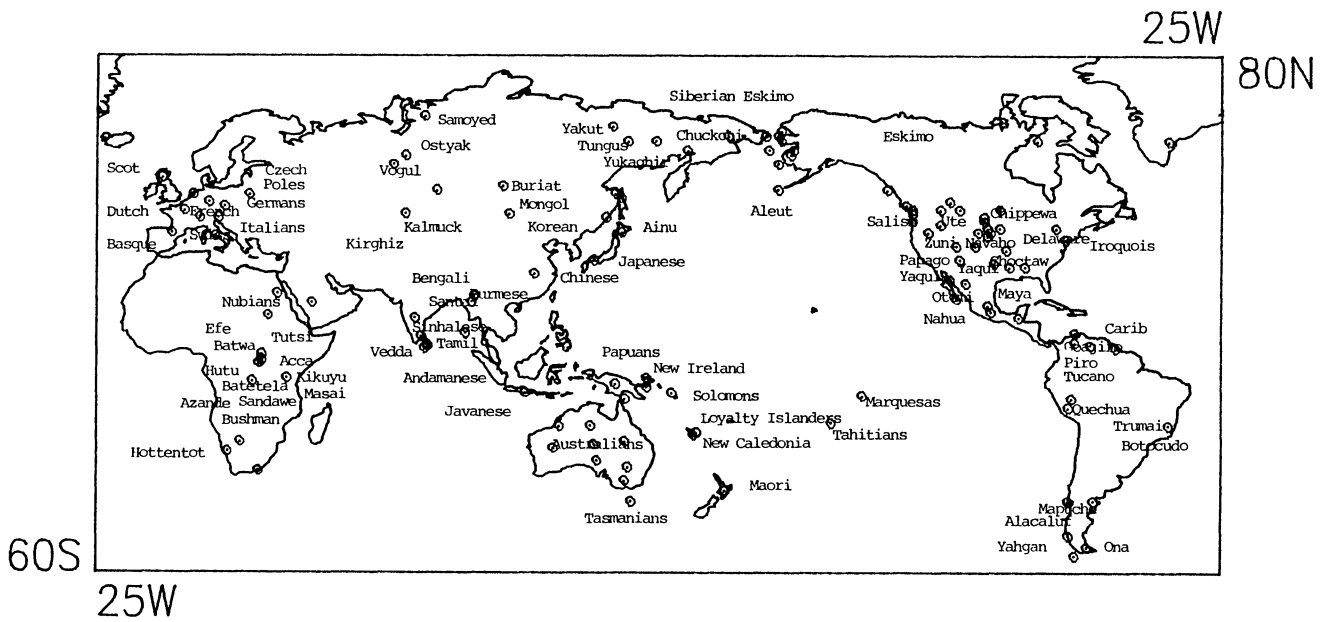 25W
80N
Siberian Eskimo
Samoyed
Yakut
Chuckchi
Eskimo
Ostyak
Tungus
Yukaghir
Scot
Vogul
Czech
Poles
Buriat
Germans
Mongol
Dutch
French
Aleut
Salish
Ute
Chippewa
Kalmuck
Korean
Ainu
Italians
Basque
Kirghiz
Zuni
Navaho
Delaware
Iroquois
Japanese
Papago
Yaqui
Choctaw
Bengali
Chinese
Yaqui
Nubians
Burmese
Otomi
Maya
Nahua
Efe
Tutsi
Sinhalese
Carib
Batwa
Vedda
Tamil
Papuans
Hutu
Acca
New Ireland
Piro
Batetela
Kikuyu
Andamanese
Tucano
Azande
Sandawe
Masai
Solomons
Marquesas
Javanese
Quechua
Bushman
Loyalty Islanders
Trumai
Hottentot
Australians
New Caledonia
Tahitians
Botocudo
Maori
Mapuche
Tasmanians
Alacaluf
Yahgan
Ona
60S
25W